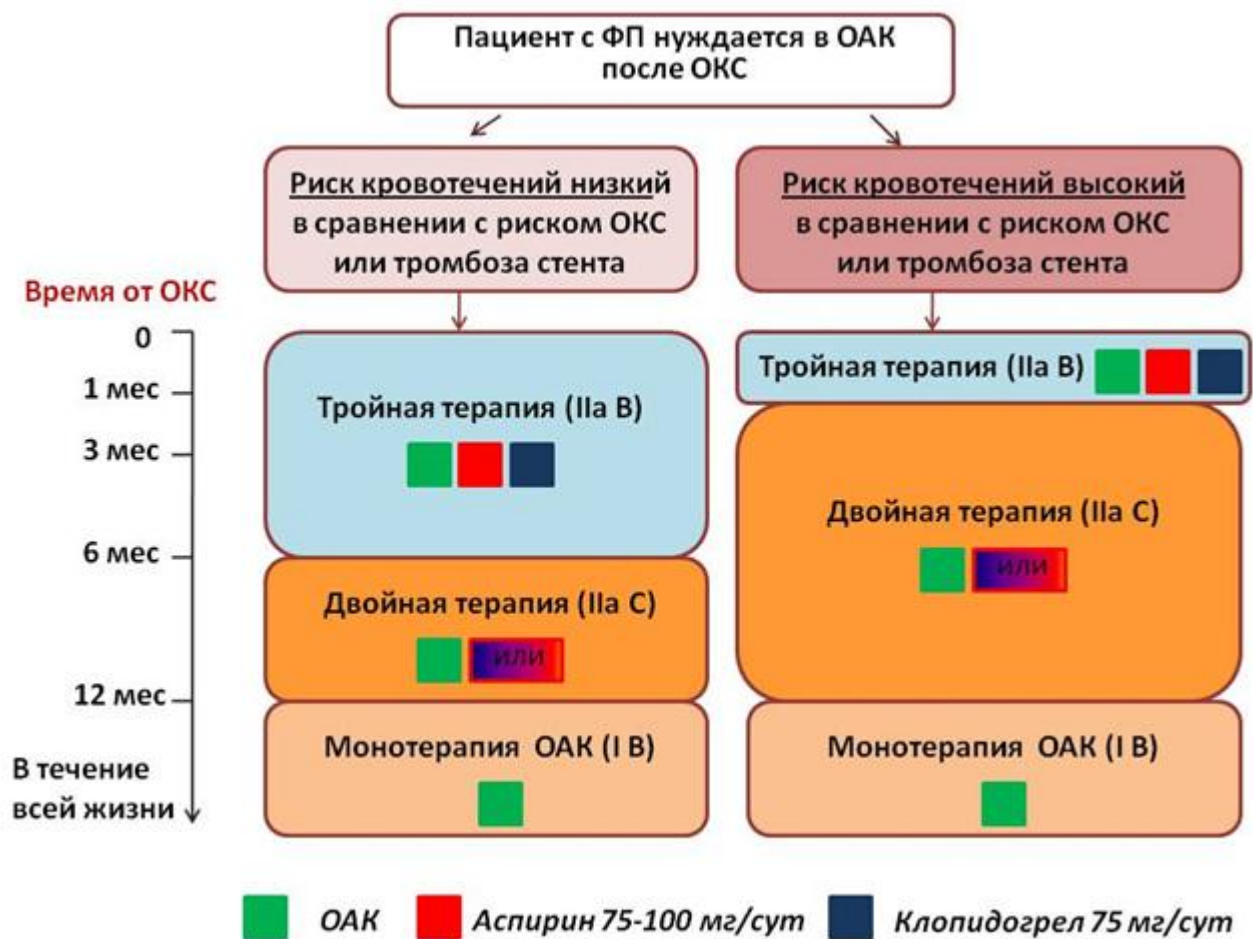 Пациент с ФП нуждается в ОАК
после ОКС
Риск кровотечений низкий
в сравнении с риском ОКС
или тромбоза стента
Риск кровотечений высокий
в сравнении с риском ОКС
или тромбоза стента
Время от ОКС
0
1 мес
3 мес
6 мес
12 мес
В течение
всей жизни
Тройная терапия (IIa B)
Двойная терапия (IIa C)
или
Монотерапия ОАК (I B)
Тройная терапия (IIa B)
Двойная терапия (IIa C)
или
Монотерапия ОАК (I B)
ОАК
Аспирин 75-100 мг/сут
Клопидогрел 75 мг/сут